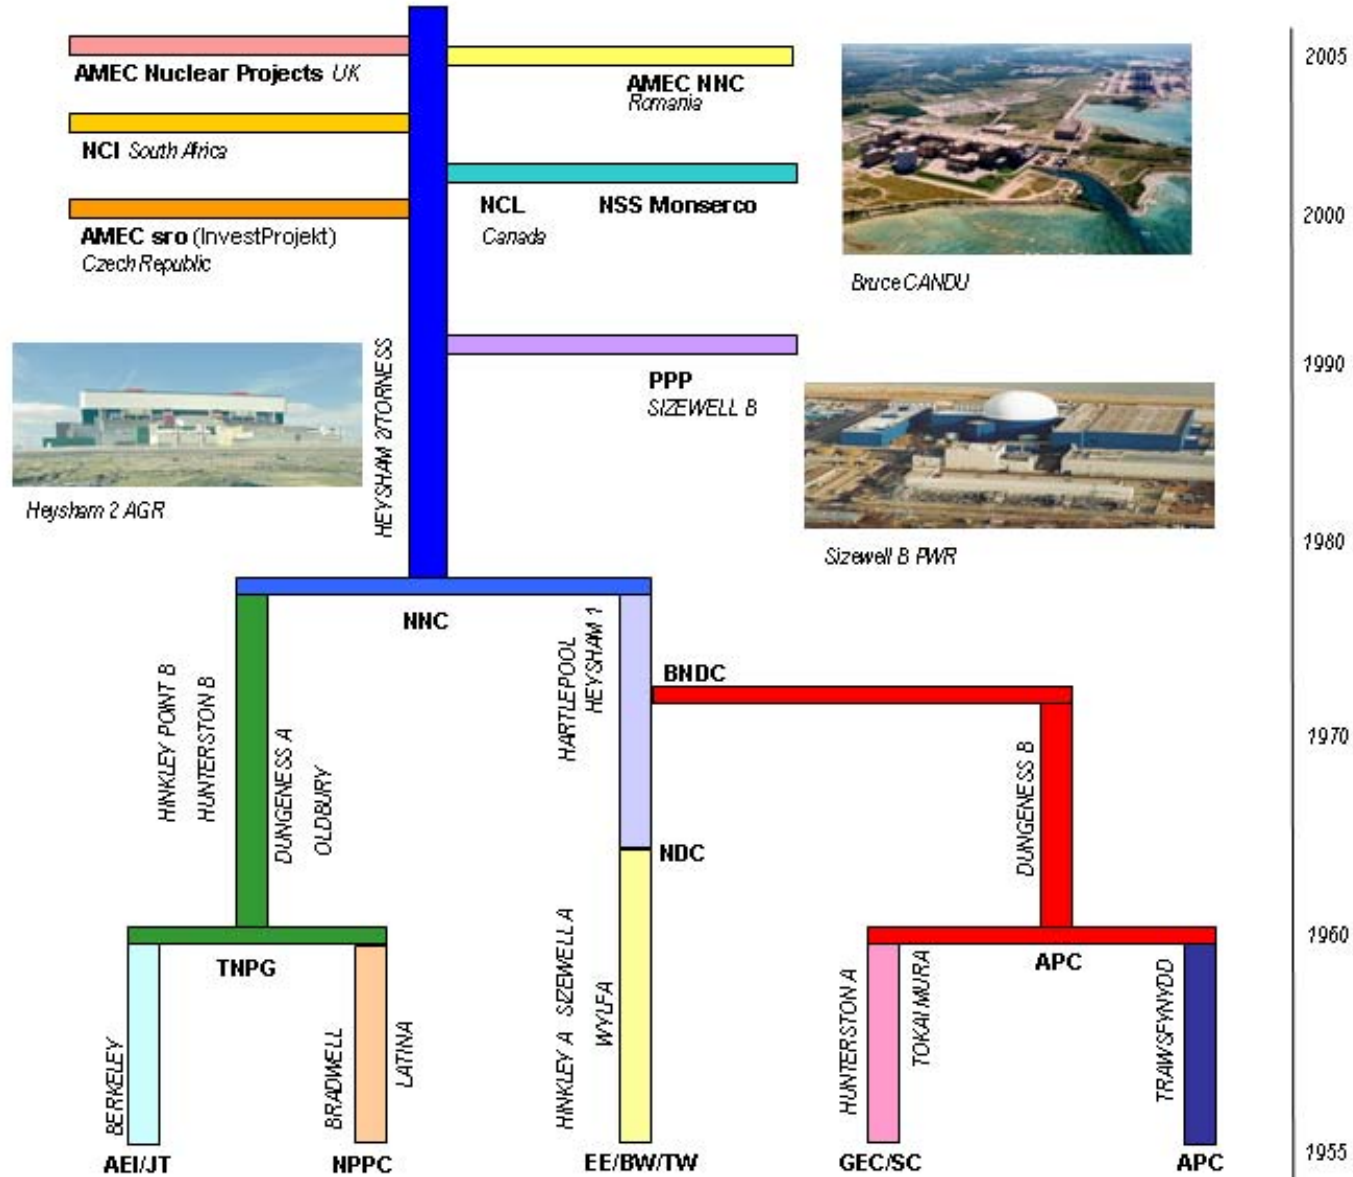 2005
AMEC Nuclear Projects UK
AMEC NNC
Romania
NCI South Africa
NCL
NSS Monserco
Canada
2000
AMEC sro (InvestProjekt)
Czech Republic
Bruce CANDU
HEYSHAM 2/TORNESS
1990
PPP
SIZEWELL B
Heysham 2 AGR
Sizewell B PWR
1980
NNC
HINKLEY POINT B
HUNTERSTON B
DUNGENESS A
OLDBURY
HARTLEPOOL
HEYSHAM 1
BNDC
1970
DUNGENESS B
NDC
1960
TNPG
APC
BERKELEY
BRADWELL
LATINA
HINKLEY A SIZEWELL A
WYLFA
HUNTERSTON A
TOKAI MURA
TRAWSFYNYDD
1955
AEI/JT
NPPC
EE/BW/TW
GEC/SC
APC